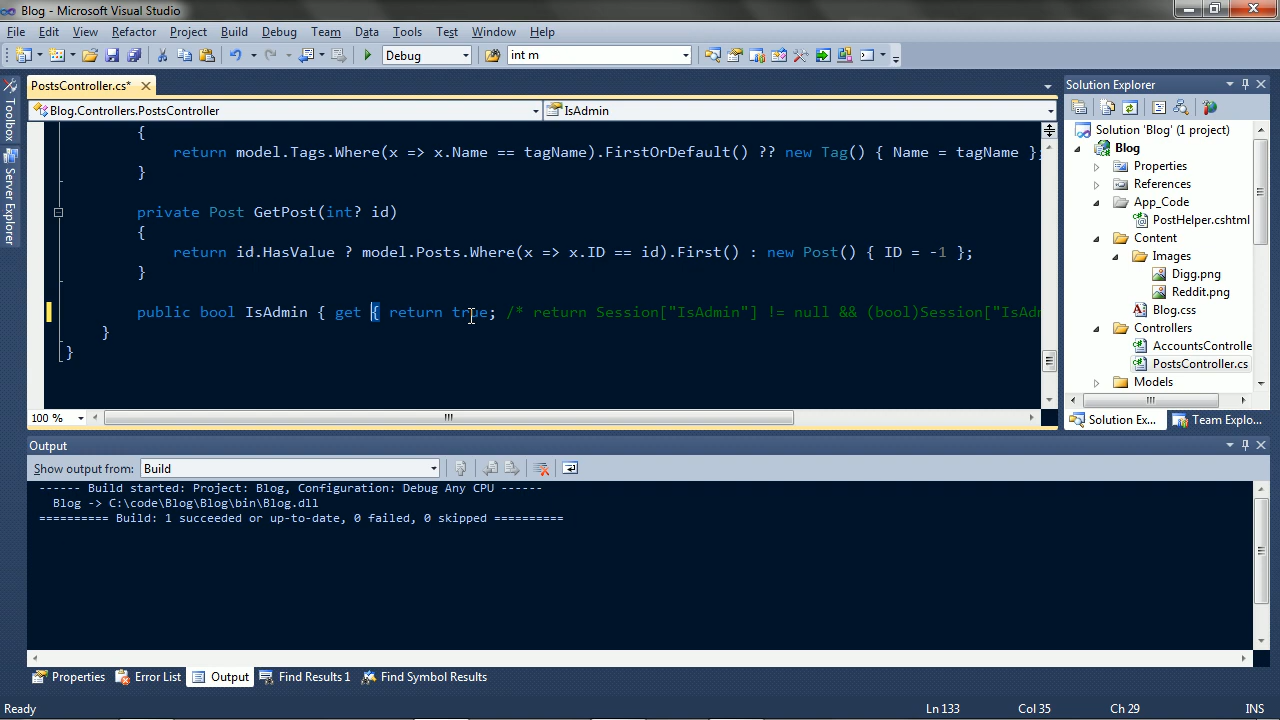 Blog - Microsoft Visual Studio
File Edit View Refactor Project Build Debug Team Data Tools Test Window Help
Debug int m
PostsController.cs*
Blog.Controllers.PostsController IsAdmin
{
return model.Tags.Where(x => x.Name == tagName).FirstOrDefault() ?? new Tag() { Name = tagName };
}
private Post GetPost(int? id)
{
return id.HasValue ? model.Posts.Where(x => x.ID == id).First() : new Post() { ID = -1 };
}
public bool IsAdmin { get { return true; /* return Session["IsAdmin"] != null && (bool)Session["IsAdm
}
}
100 %
Toolbox
Server Explorer
Solution Explorer
Solution 'Blog' (1 project)
Blog
Properties
References
App_Code
PostHelper.cshtml
Content
Images
Digg.png
Reddit.png
Blog.css
Controllers
AccountsControlle
PostsController.cs
Models
Solution Ex... Team Explo...
Output
Show output from: Build
------ Build started: Project: Blog, Configuration: Debug Any CPU ------
Blog -> C:\code\Blog\Blog\bin\Blog.dll
========== Build: 1 succeeded or up-to-date, 0 failed, 0 skipped ==========
Properties Error List Output Find Results 1 Find Symbol Results
Ready Ln 133 Col 35 Ch 29 INS